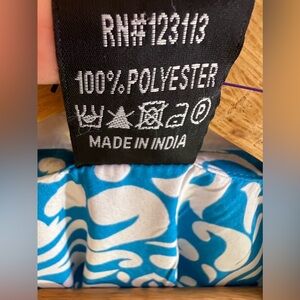 RN#123113
100% POLYESTER
MADE IN INDIA